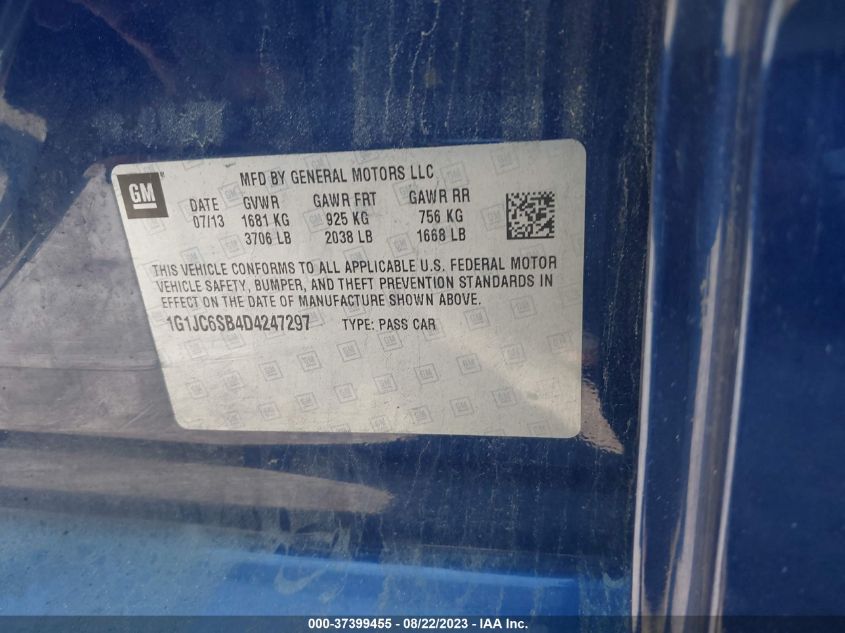 GM
MFD BY GENERAL MOTORS LLC
DATE GVWR GAWR FRT GAWR RR
07/13 1681 KG 925 KG 756 KG
3706 LB 2038 LB 1668 LB
THIS VEHICLE CONFORMS TO ALL APPLICABLE U.S. FEDERAL MOTOR
VEHICLE SAFETY, BUMPER, AND THEFT PREVENTION STANDARDS IN
EFFECT ON THE DATE OF MANUFACTURE SHOWN ABOVE.
1G1JC6SB4D4247297 TYPE: PASS CAR
000-37399455 - 08/22/2023 - IAA Inc.